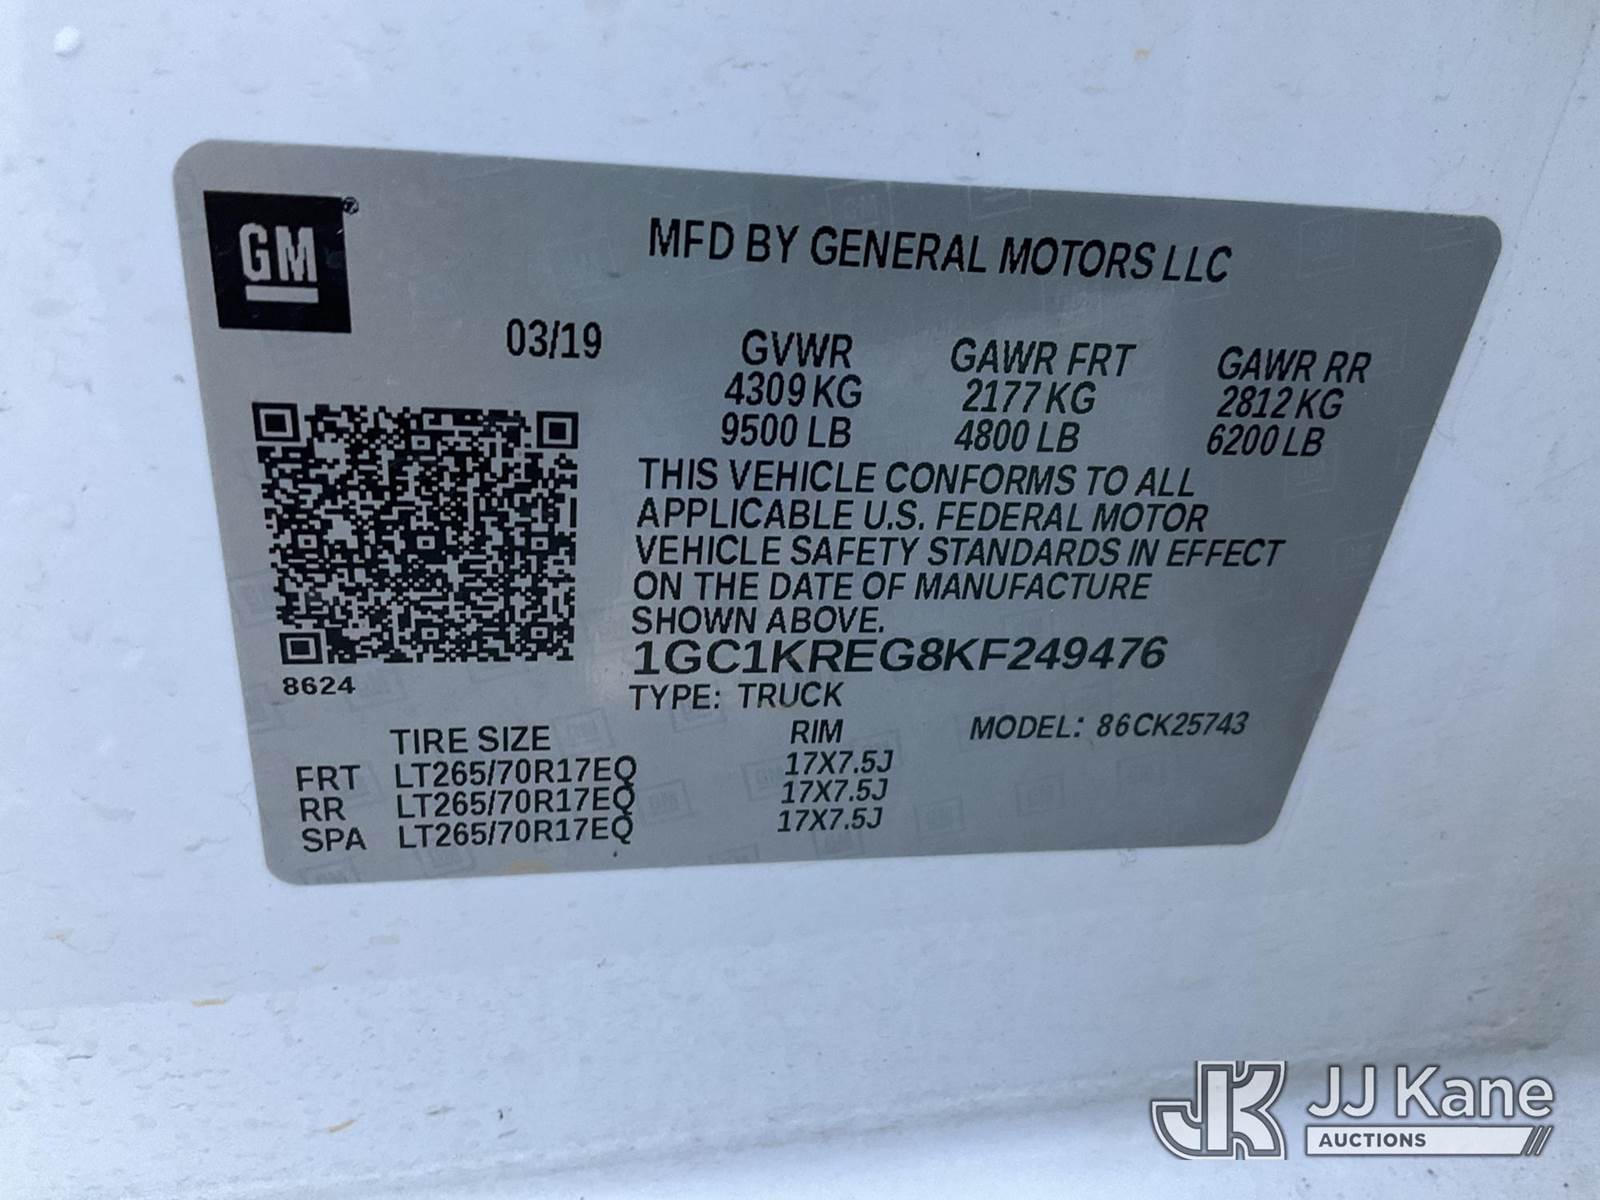 GM®
MFD BY GENERAL MOTORS LLC
03/19
GVWR GAWR FRT GAWR RR
4309 KG 2177 KG 2812 KG
9500 LB 4800 LB 6200 LB
THIS VEHICLE CONFORMS TO ALL
APPLICABLE U.S. FEDERAL MOTOR
VEHICLE SAFETY STANDARDS IN EFFECT
ON THE DATE OF MANUFACTURE
SHOWN ABOVE.
1GC1KREG8KF249476
8624
TYPE: TRUCK
TIRE SIZE RIM MODEL: 86CK25743
FRT LT265/70R17EQ 17X7.5J
RR LT265/70R17EQ 17X7.5J
SPA LT265/70R17EQ 17X7.5J
JK JJ Kane
AUCTIONS